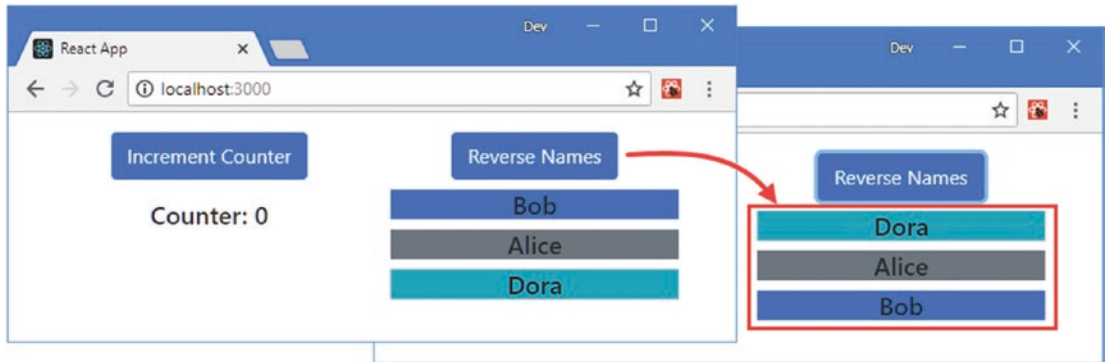 Dev
React App
localhost:3000
Increment Counter
Reverse Names
Counter: 0
Bob
Alice
Dora
Dev
Reverse Names
Dora
Alice
Bob